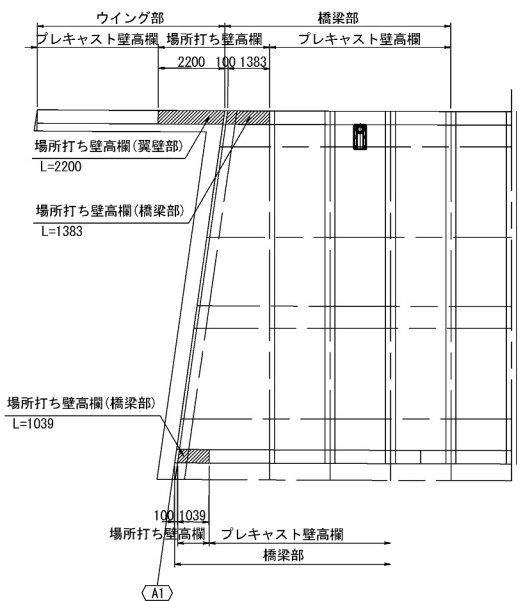 ウイング部 橋梁部
プレキャスト壁高欄 場所打ち壁高欄 プレキャスト壁高欄
2200 100 1383
場所打ち壁高欄(翼壁部)
L=2200
場所打ち壁高欄(橋梁部)
L=1383
場所打ち壁高欄(橋梁部)
L=1039
100 1039
場所打ち壁高欄 プレキャスト壁高欄
橋梁部
A1